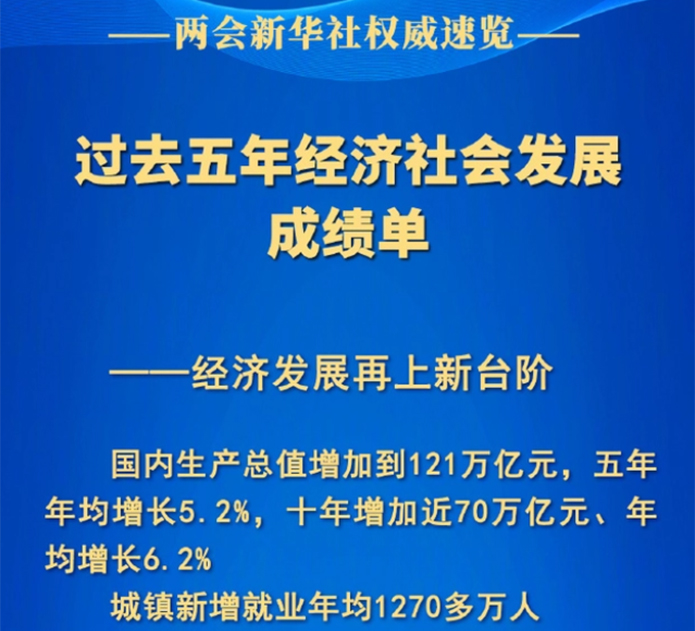 ——两会新华社权威速览——
过去五年经济社会发展
成绩单
——经济发展再上新台阶
国内生产总值增加到121万亿元，五年
年均增长5.2%，十年增加近70万亿元、年
均增长6.2%
城镇新增就业年均1270多万人